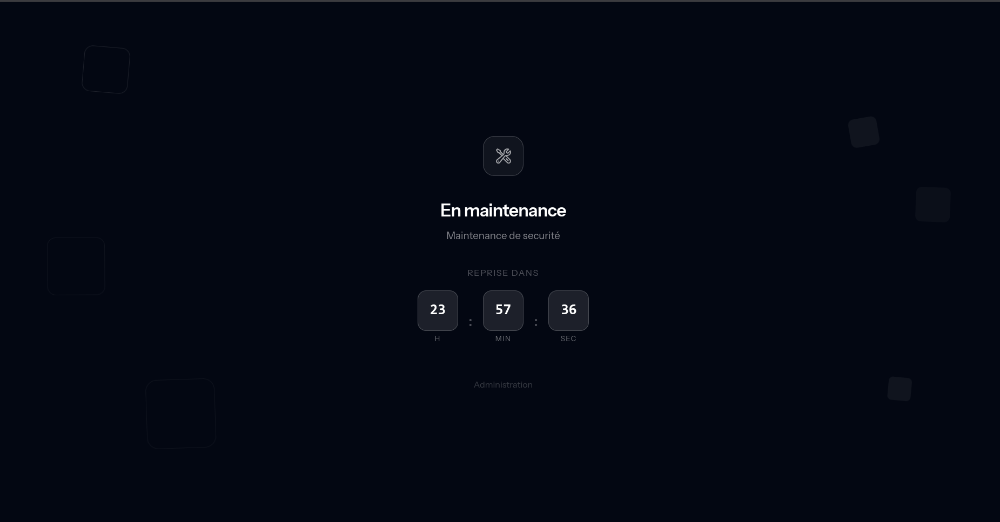 En maintenance
Maintenance de securité
REPRISE DANS
23 : 57 : 36
H MIN SEC
Administration